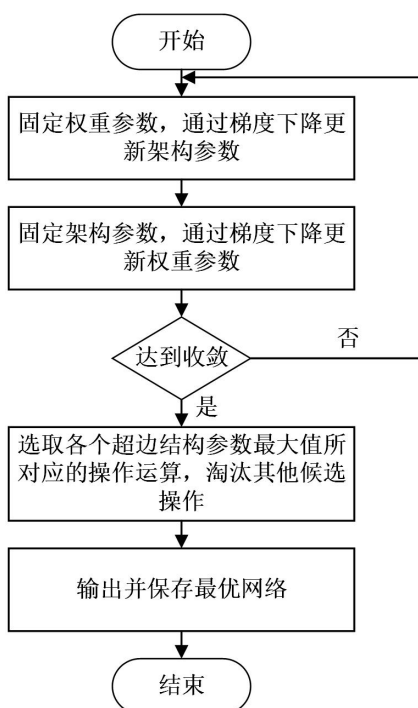 开始
固定权重参数，通过梯度下降更
新架构参数
固定架构参数，通过梯度下降更
新权重参数
达到收敛
否
是
选取各个超边结构参数最大值所
对应的操作运算，淘汰其他候选
操作
输出并保存最优网络
结束